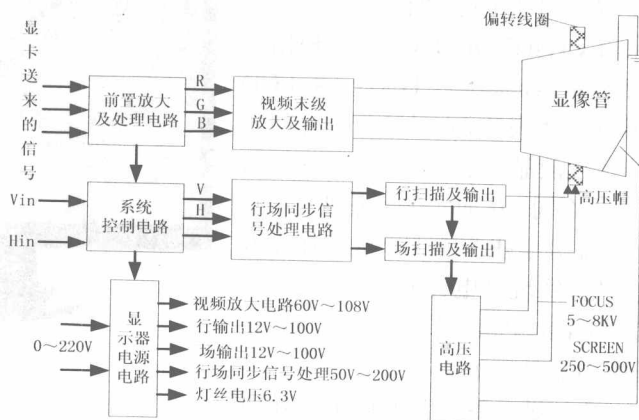 显卡送来的信号
偏转线圈
前置放大
及处理电路
R
G
B
视频末级
放大及输出
显像管
Vin
Hin
系统
控制电路
V
H
行场同步信
号处理电路
行扫描及输出
场扫描及输出
高压帽
0～220V
显
示器
电源
电路
视频放大电路60V～108V
行输出12V～100V
场输出12V～100V
行场同步信号处理50V～200V
灯丝电压6.3V
高压
电路
FOCUS
5～8KV
SCREEN
250～500V